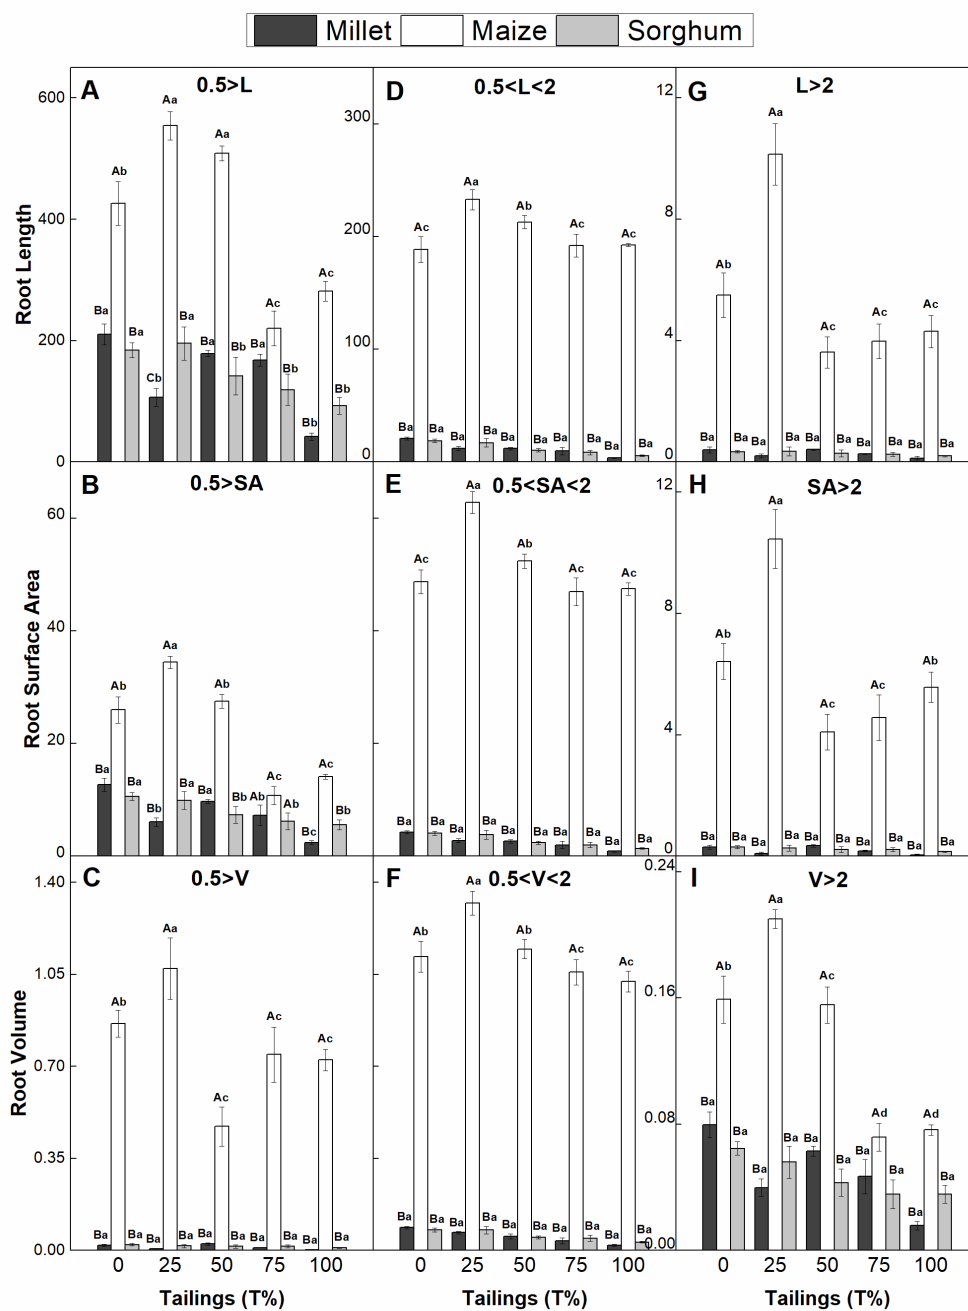 Millet Maize Sorghum
A 0.5>L
600
400
200
0
Root Length
Ba Ab Ba Cb Aa Ba Ba Aa Bb Ba Ac Bb Bb Ac Bb
D 0.5<L<2
300
200
100
0
Ba Ac Ba Ba Aa Ba Ba Ab Ba Ba Ac Ba Ba Ac Ba
G L>2
12
8
4
0
Ba Ab Ba Ba Aa Ba Ba Ac Ba Ba Ac Ba Ba Ac Ba
B 0.5>SA
60
40
20
0
Root Surface Area
Ba Ab Ba Bb Aa Ba Ba Ab Bb Ab Ac Ab Bc Ac Bb
E 0.5<SA<2
Ba Ac Ba Ba Aa Ba Ba Ab Ba Ba Ac Ba Ba Ac Ba
H SA>2
12
8
4
0
Ba Ab Ba Ba Aa Ba Ba Ac Ba Ba Ac Ba Ba Ab Ba
C 0.5>V
1.40
1.05
0.70
0.35
0.00
Root Volume
Ba Ab Ba Ba Aa Ba Ba Ac Ba Ba Ac Ba Ba Ac Ba
F 0.5<V<2
Ba Ab Ba Ba Aa Ba Ba Ab Ba Ba Ac Ba Ba Ac Ba
I V>2
0.24
0.16
0.08
0.00
Ba Ab Ba Ba Aa Ba Ba Ac Ba Ba Ad Ba Ba Ad Ba
0 25 50 75 100
0 25 50 75 100
0 25 50 75 100
Tailings (T%)
Tailings (T%)
Tailings (T%)